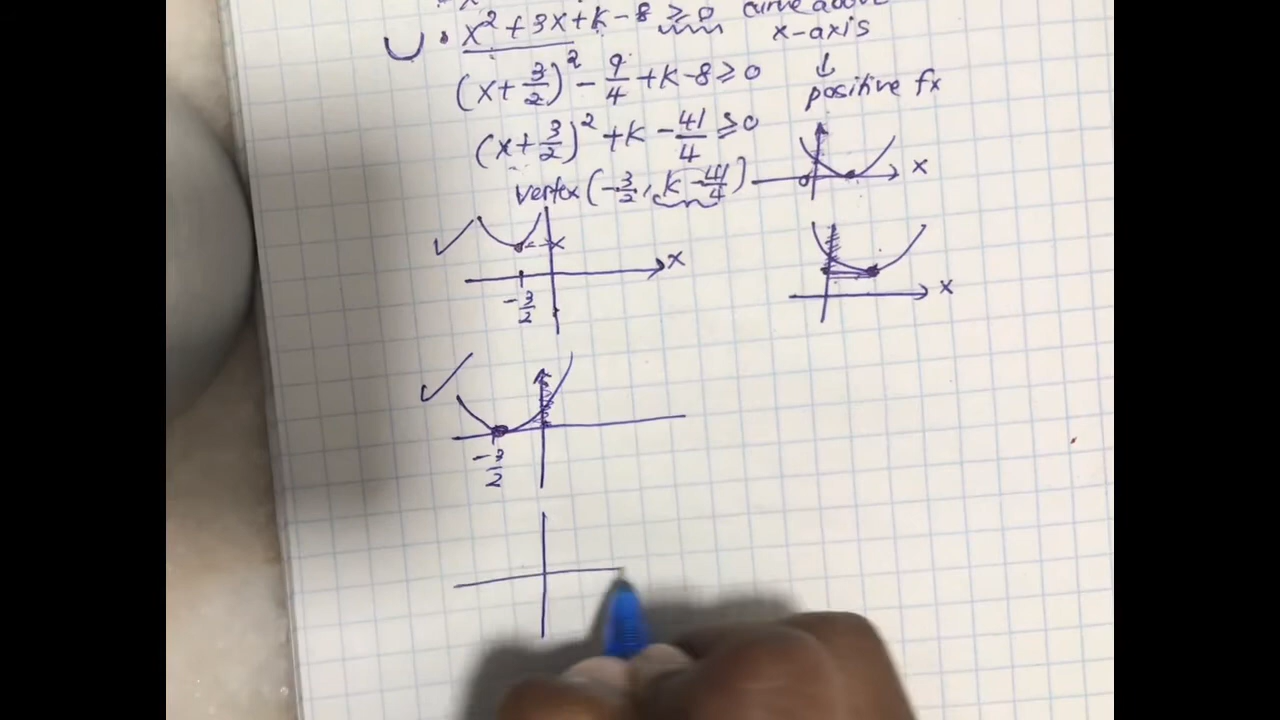 x² + 3x + k - 8 ≥ 0 curve above
x-axis
(x + 3/2)² - 9/4 + k - 8 ≥ 0 ↓
positive fx
(x + 3/2)² + k - 41/4 ≥ 0
x
vertex (-3/2, k - 41/4)
x
-3/2
x
-3/2